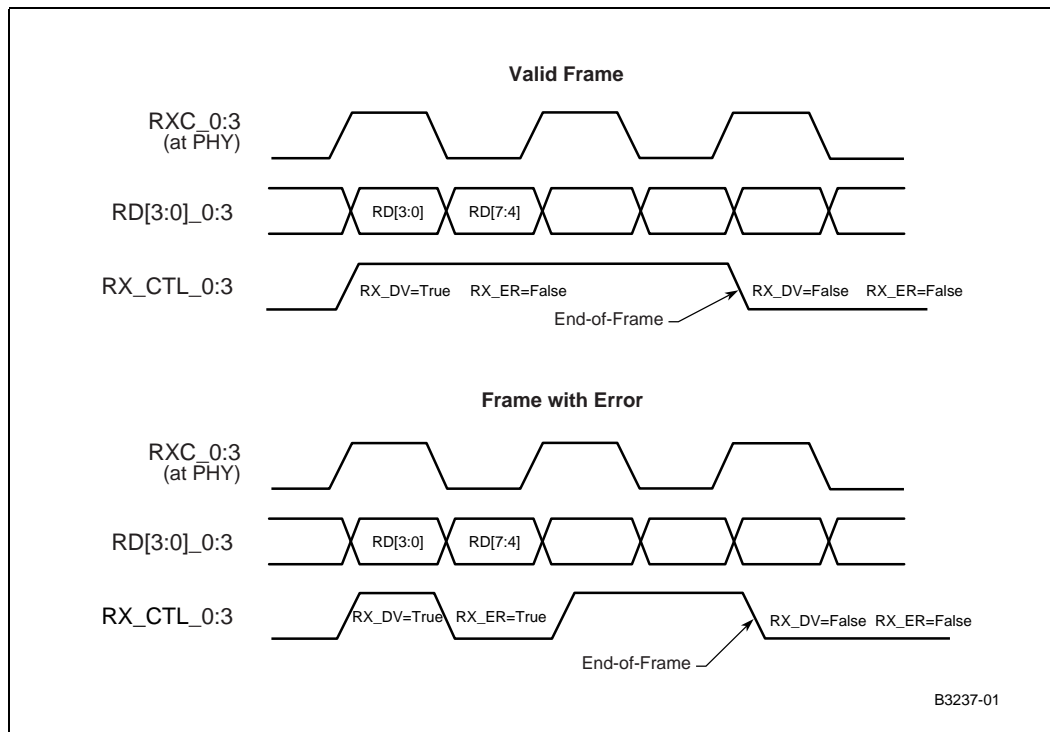 Valid Frame
RXC_0:3
(at PHY)
RD[3:0]_0:3
RD[3:0] RD[7:4]
RX_CTL_0:3
RX_DV=True RX_ER=False
RX_DV=False RX_ER=False
End-of-Frame
Frame with Error
RXC_0:3
(at PHY)
RD[3:0]_0:3
RD[3:0] RD[7:4]
RX_CTL_0:3
RX_DV=True RX_ER=True
RX_DV=False RX_ER=False
End-of-Frame
B3237-01